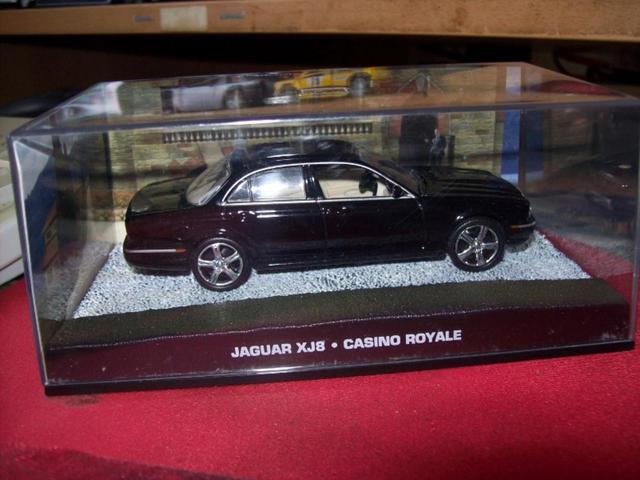 JAGUAR XJ8 • CASINO ROYALE